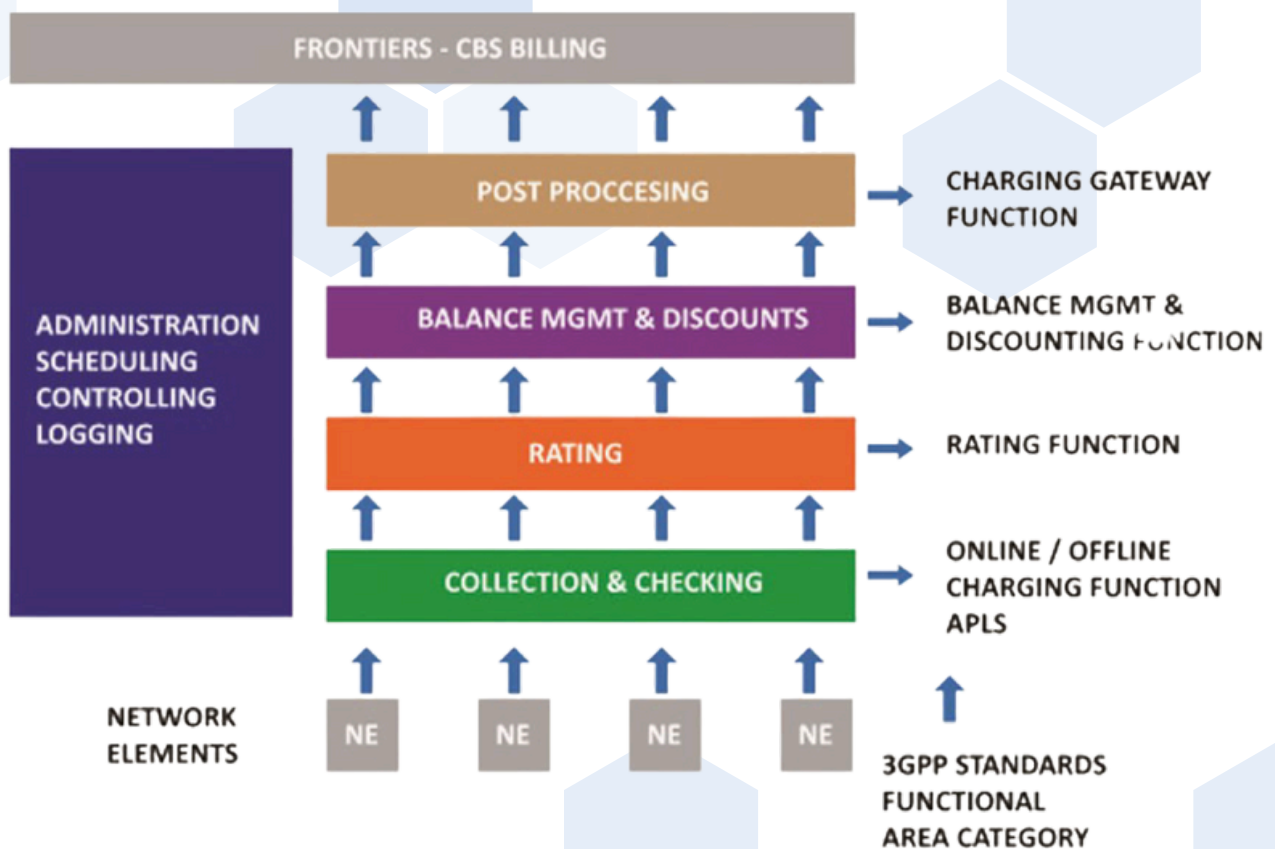 FRONTIERS - CBS BILLING
POST PROCCESING
CHARGING GATEWAY
FUNCTION
ADMINISTRATION
SCHEDULING
CONTROLLING
LOGGING
BALANCE MGMT & DISCOUNTS
BALANCE MGMT &
DISCOUNTING FUNCTION
RATING
RATING FUNCTION
COLLECTION & CHECKING
ONLINE / OFFLINE
CHARGING FUNCTION
APLS
NETWORK
ELEMENTS
NE
NE
NE
NE
3GPP STANDARDS
FUNCTIONAL
AREA CATEGORY